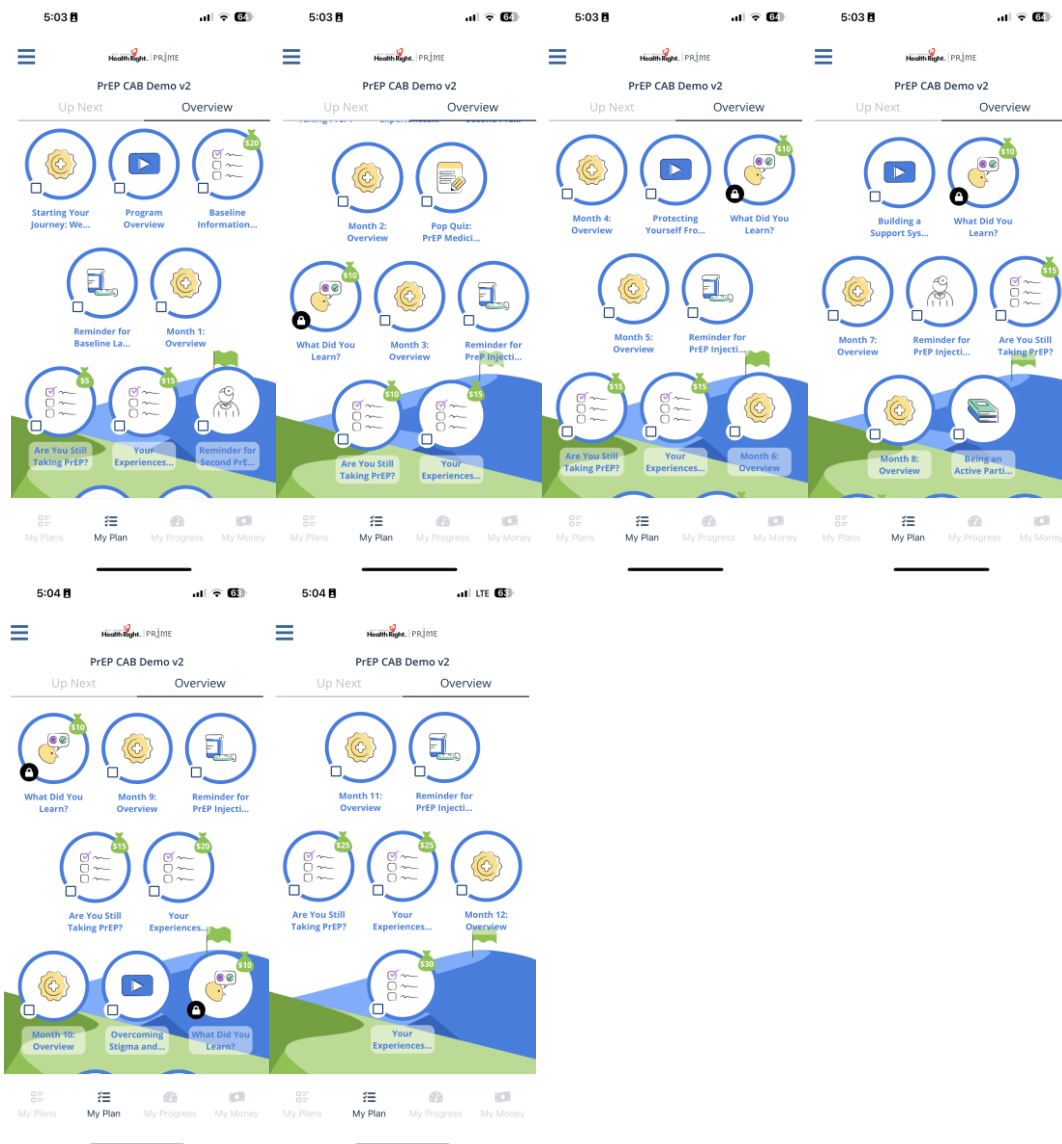 5:03
64
HealthRight. | PRIME
PrEP CAB Demo v2
Up Next
Overview
$20
Starting Your
Journey: We...
Program
Overview
Baseline
Information...
Reminder for
Baseline La...
Month 1:
Overview
$5
$15
Are You Still
Taking PrEP?
Your
Experiences...
Reminder for
Second PrE...
My Plans
My Plan
My Progress
My Money
5:03
64
HealthRight. | PRIME
PrEP CAB Demo v2
Up Next
Overview
Month 2:
Overview
Pop Quiz:
PrEP Medici...
$10
What Did You
Learn?
Month 3:
Overview
Reminder for
PreP Injecti...
$10
$15
Are You Still
Taking PrEP?
Your
Experiences...
My Plans
My Plan
My Progress
My Money
5:03
64
HealthRight. | PRIME
PrEP CAB Demo v2
Up Next
Overview
$10
Month 4:
Overview
Protecting
Yourself Fro...
What Did You
Learn?
Month 5:
Overview
Reminder for
PrEP Injecti...
$15
$15
Are You Still
Taking PrEP?
Your
Experiences...
Month 6:
Overview
My Plans
My Plan
My Progress
My Money
5:03
64
HealthRight. | PRIME
PrEP CAB Demo v2
Up Next
Overview
$10
Building a
Support Sys...
What Did You
Learn?
$15
Month 7:
Overview
Reminder for
PrEP Injecti...
Are You Still
Taking PrEP?
Month 8:
Overview
Being an
Active Parti...
My Plans
My Plan
My Progress
My Money
5:04
63
HealthRight. | PRIME
PrEP CAB Demo v2
Up Next
Overview
$10
What Did You
Learn?
Month 9:
Overview
Reminder for
PrEP Injecti...
$15
$20
Are You Still
Taking PrEP?
Your
Experiences...
$10
Month 10:
Overview
Overcoming
Stigma and...
What Did You
Learn?
My Plans
My Plan
My Progress
My Money
5:04
LTE
63
HealthRight. | PRIME
PrEP CAB Demo v2
Up Next
Overview
Month 11:
Overview
Reminder for
PrEP Injecti...
$25
$25
Are You Still
Taking PrEP?
Your
Experiences...
Month 12:
Overview
$30
Your
Experiences...
My Plans
My Plan
My Progress
My Money